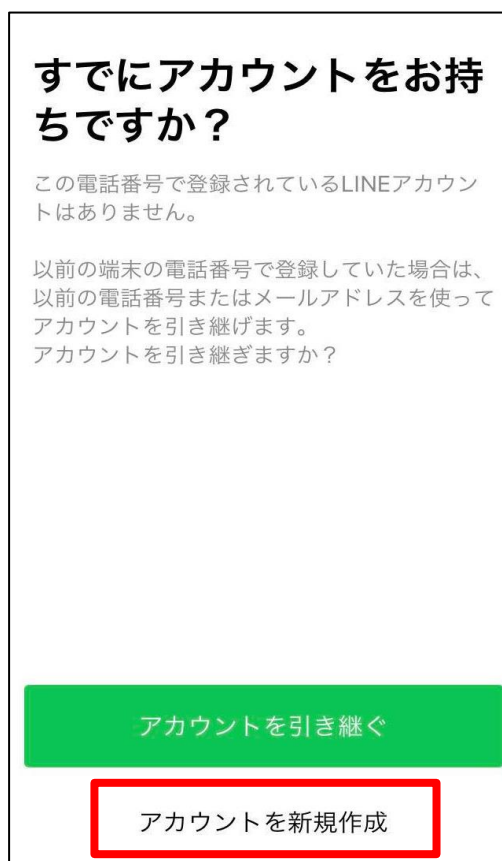 すでにアカウントをお持
ちですか？
この電話番号で登録されているLINEアカウン
トはありません。
以前の端末の電話番号で登録していた場合は、
以前の電話番号またはメールアドレスを使って
アカウントを引き継げます。
アカウントを引き継ぎますか？
アカウントを引き継ぐ
アカウントを新規作成